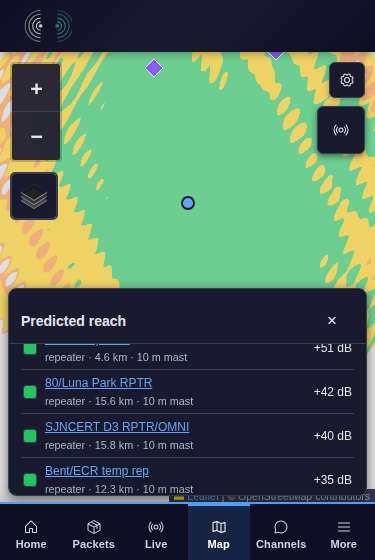 +
−
Predicted reach
×
repeater · 4.6 km · 10 m mast
+51 dB
80/Luna Park RPTR
repeater · 15.6 km · 10 m mast
+42 dB
SJNCERT D3 RPTR/OMNI
repeater · 15.8 km · 10 m mast
+40 dB
Bent/ECR temp rep
repeater · 12.3 km · 10 m mast
+35 dB
Leaflet | © OpenStreetMap contributors
Home
Packets
Live
Map
Channels
More